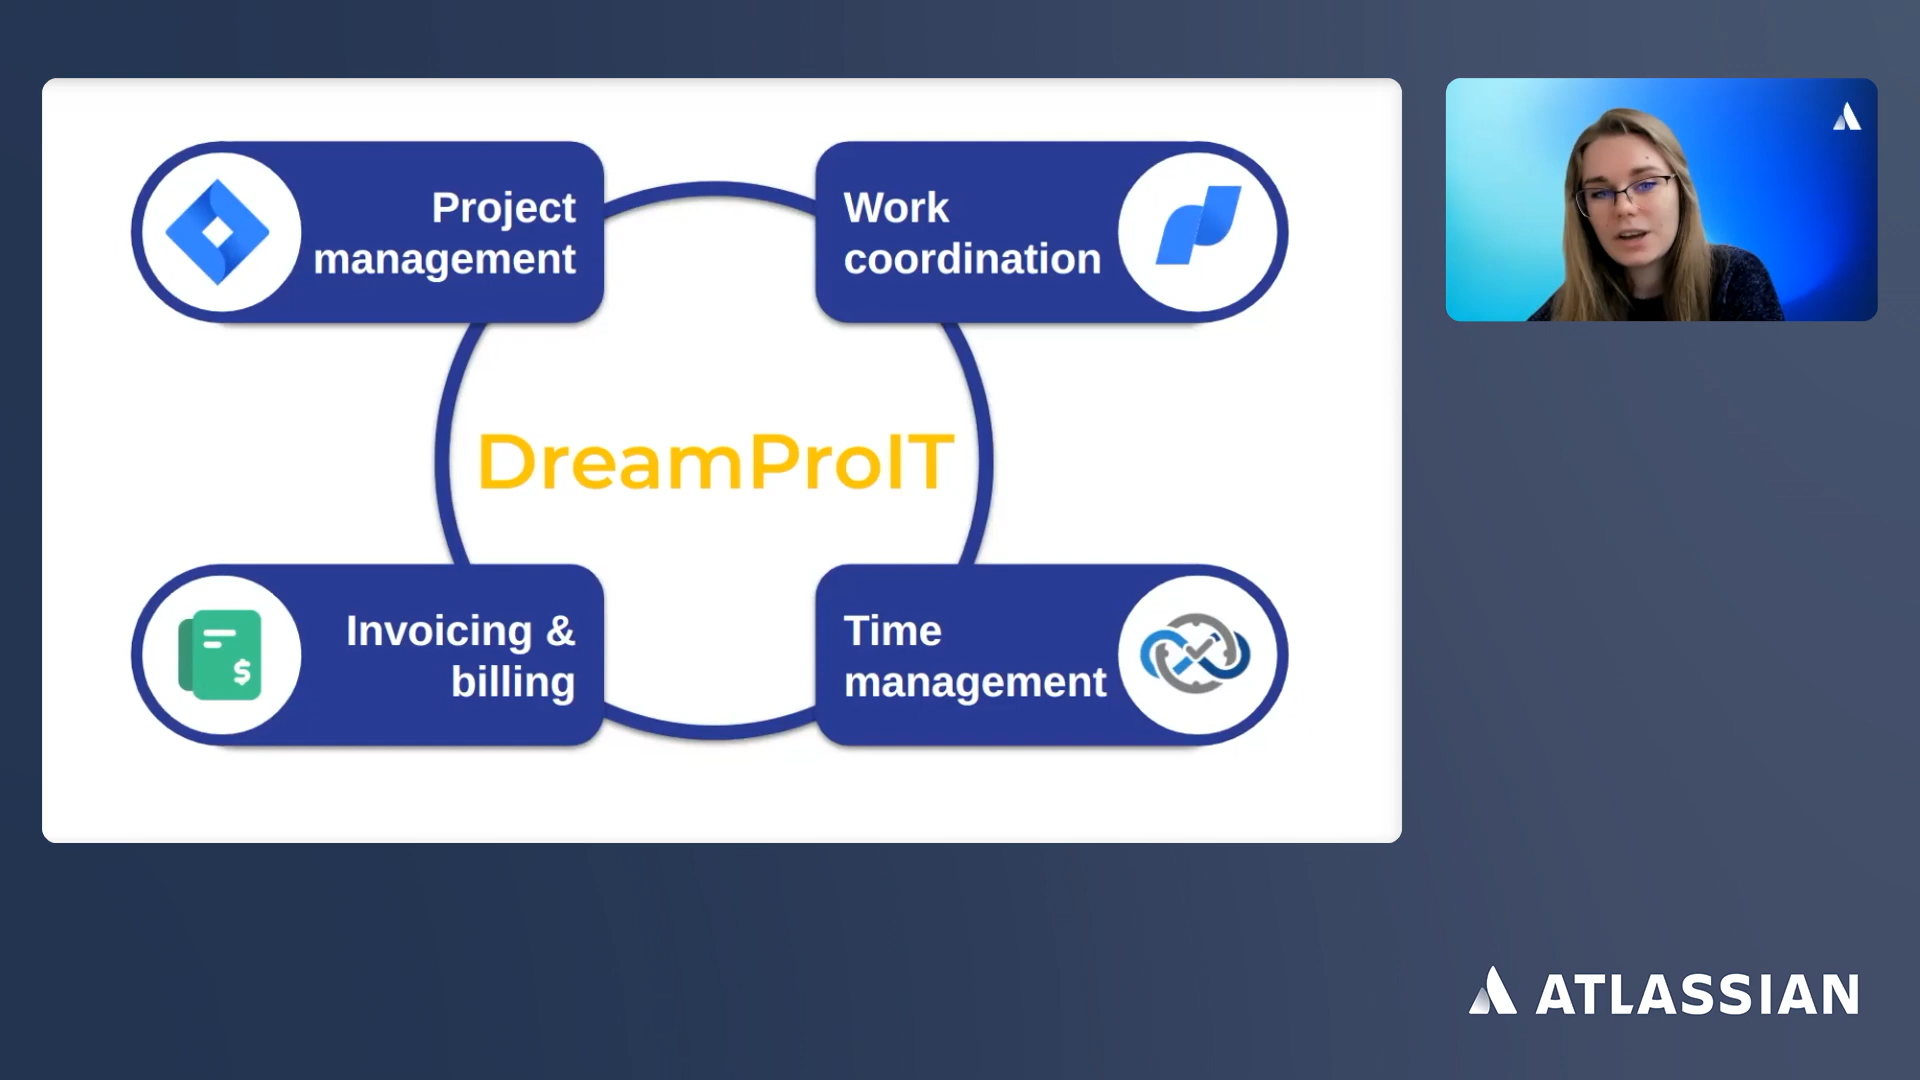 Project
management
Work
coordination
DreamProIT
Invoicing &
billing
$
Time
management
ATLASSIAN